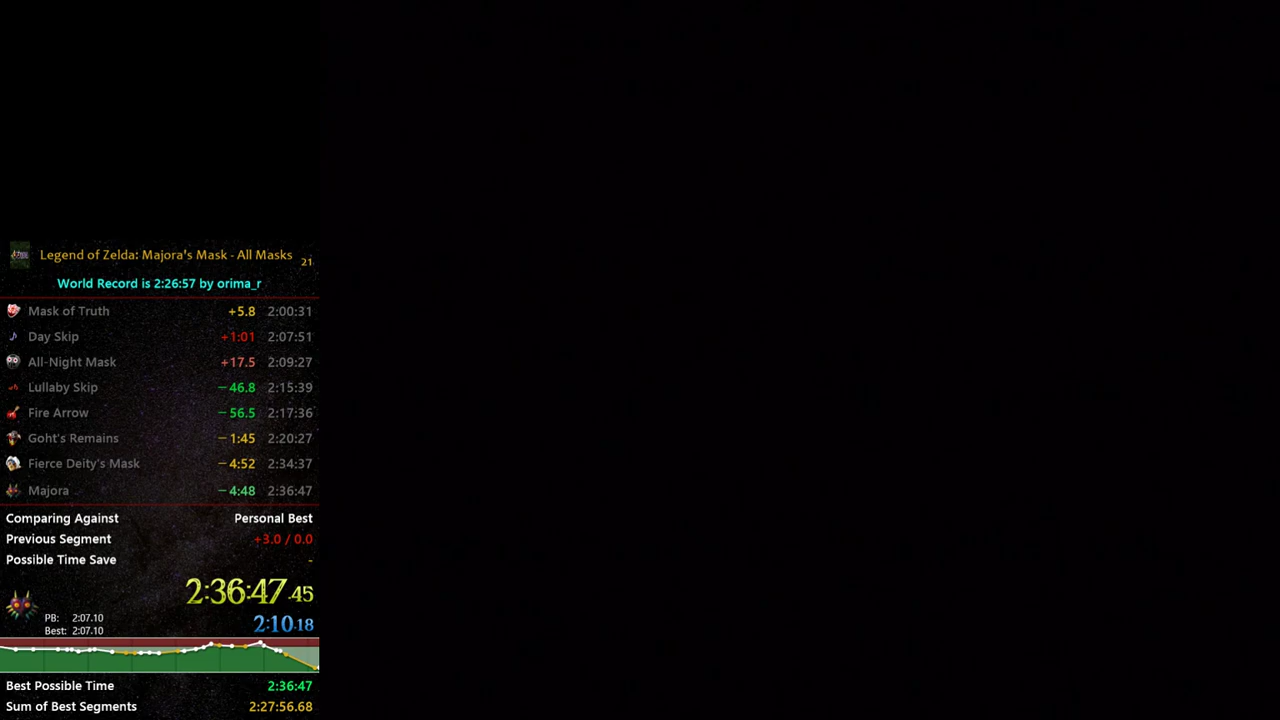 Legend of Zelda: Majora's Mask - All Masks 21
World Record is 2:26:57 by orima_r
Mask of Truth +5.8 2:00:31
Day Skip +1:01 2:07:51
All-Night Mask +17.5 2:09:27
Lullaby Skip −46.8 2:15:39
Fire Arrow −56.5 2:17:36
Goht's Remains −1:45 2:20:27
Fierce Deity's Mask −4:52 2:34:37
Majora −4:48 2:36:47
Comparing Against Personal Best
Previous Segment +3.0 / 0.0
Possible Time Save -
2:36:47.45
PB: 2:07.10 2:10.18
Best: 2:07.10
Best Possible Time 2:36:47
Sum of Best Segments 2:27:56.68